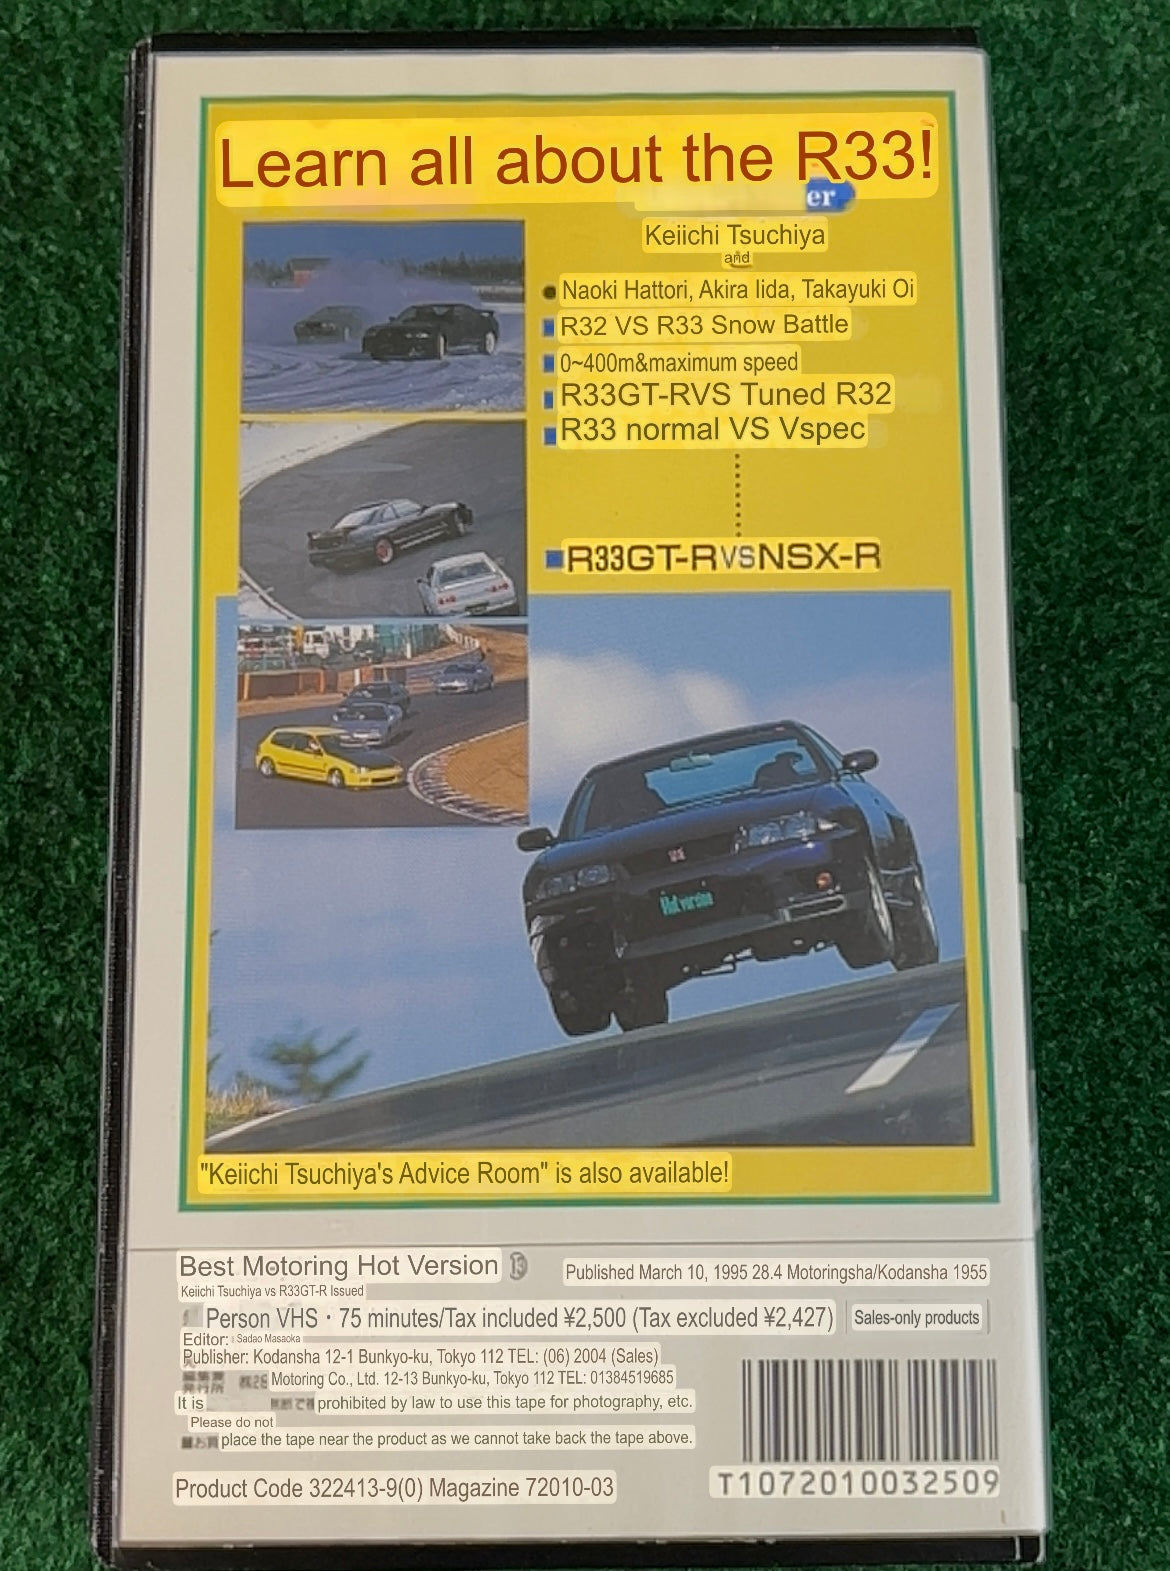 Learn all about the R33!
er
Keiichi Tsuchiya
and
Naoki Hattori, Akira Iida, Takayuki Oi
R32 VS R33 Snow Battle
0~400m&maximum speed
R33GT-RVS Tuned R32
R33 normal VS Vspec
R33GT-RVSNSX-R
Hot version
"Keiichi Tsuchiya's Advice Room" is also available!
Best Motoring Hot Version 13
Published March 10, 1995 28.4 Motoringsha/Kodansha 1955
Keiichi Tsuchiya vs R33GT-R Issued
Person VHS・75 minutes/Tax included ¥2,500 (Tax excluded ¥2,427)
Sales-only products
Editor: Sadao Masaoka
Publisher: Kodansha 12-1 Bunkyo-ku, Tokyo 112 TEL: (06) 2004 (Sales)
発行所 Motoring Co., Ltd. 12-13 Bunkyo-ku, Tokyo 112 TEL: 01384519685
It is prohibited by law to use this tape for photography, etc.
Please do not
place the tape near the product as we cannot take back the tape above.
Product Code 322413-9(0) Magazine 72010-03
T1072010032509